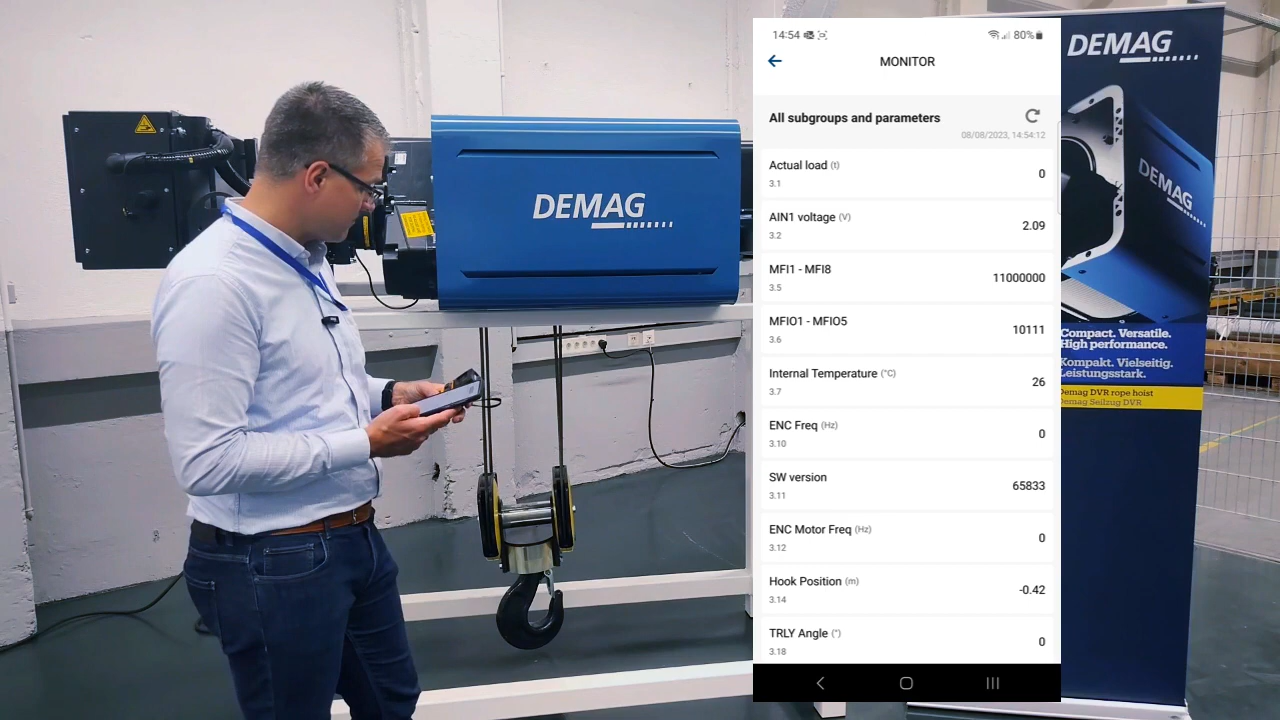 DEMAG
14:54
80%
MONITOR
All subgroups and parameters
08/08/2023, 14:54:12
Actual load (t)
3.1
0
AIN1 voltage (V)
3.2
2.09
MFI1 - MFI8
3.5
11000000
MFIO1 - MFIO5
3.6
10111
Internal Temperature (°C)
3.7
26
ENC Freq (Hz)
3.10
0
SW version
3.11
65833
ENC Motor Freq (Hz)
3.12
0
Hook Position (m)
3.14
-0.42
TRLY Angle (°)
3.18
0
DEMAG
DEMAG
Compact. Versatile.
High performance.
Kompakt. Vielseitig.
Leistungsstark.
Demag DVR rope hoist
Demag Seilzug DVR